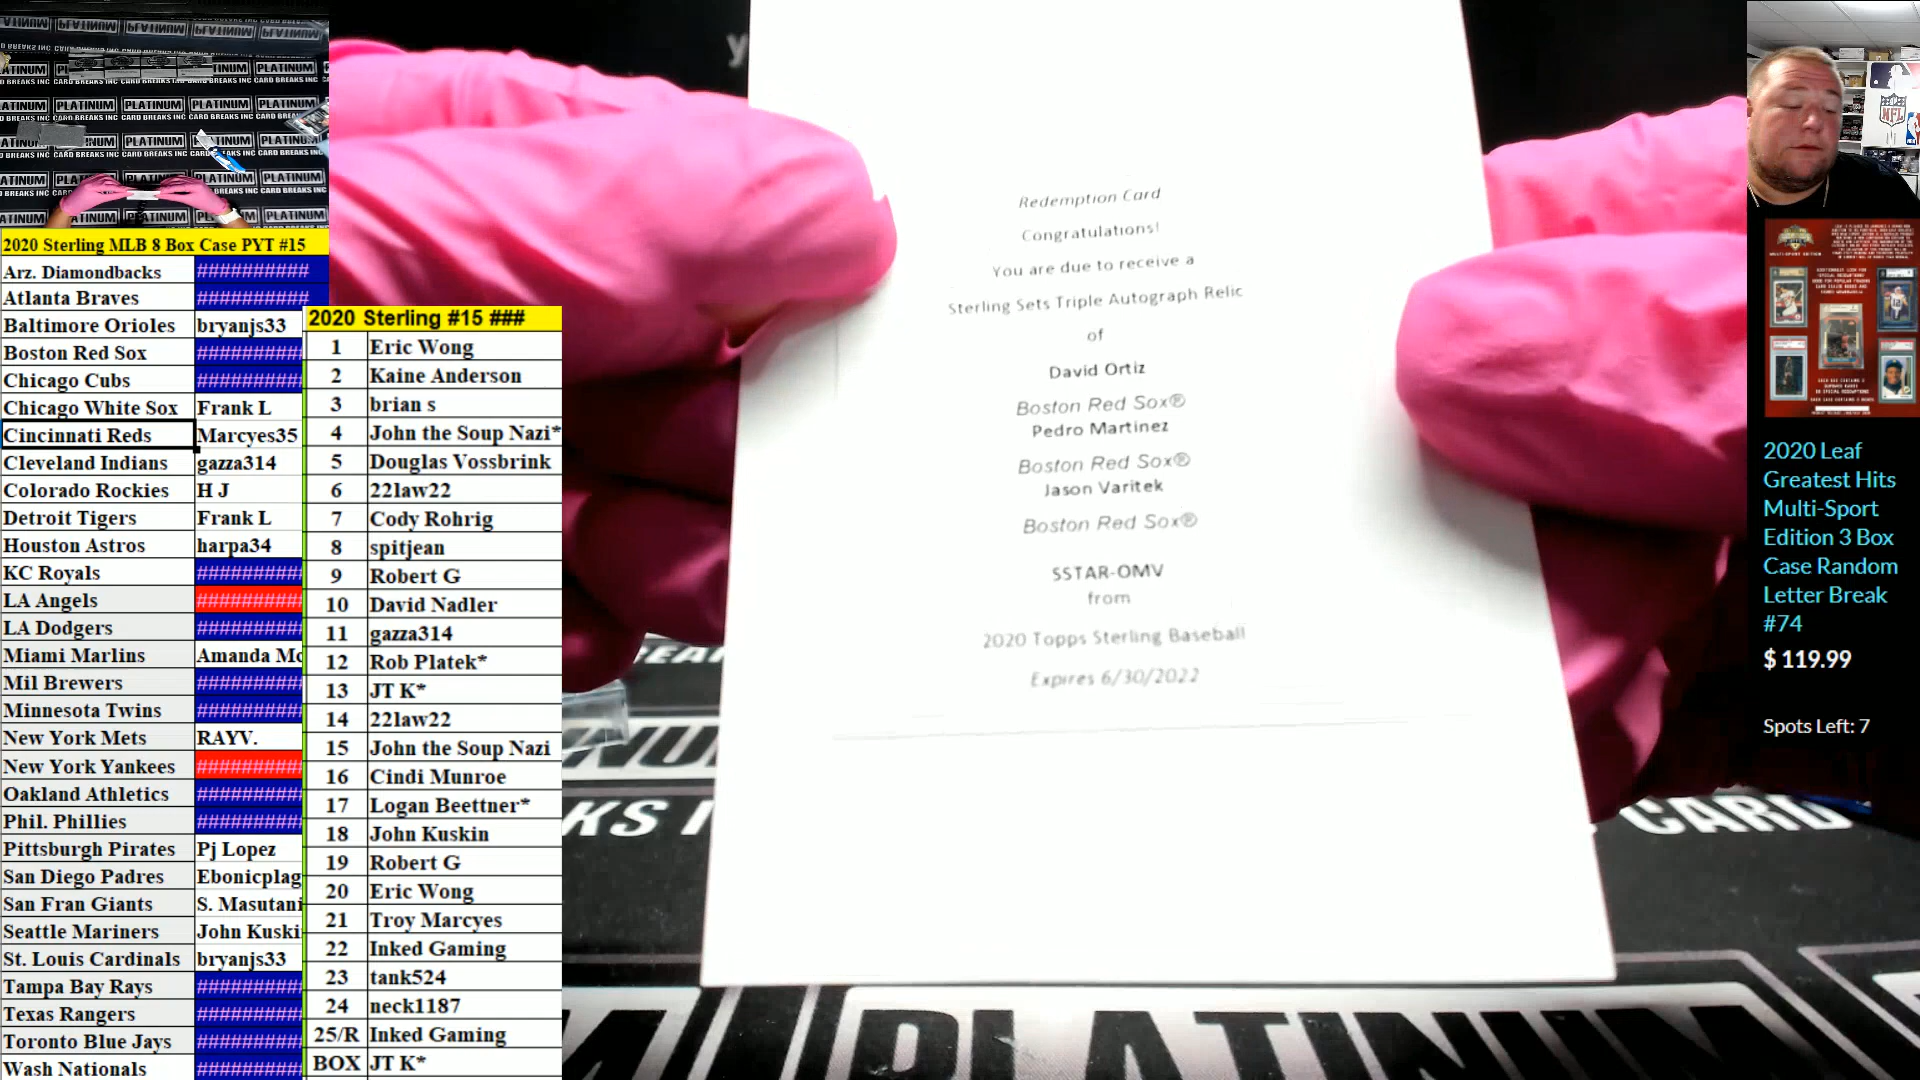 2020 Sterling MLB 8 Box Case PYT #15
Arz. Diamondbacks ##########
Atlanta Braves ##########
Baltimore Orioles bryanjs33
Boston Red Sox
Chicago Cubs
Chicago White Sox Frank L
Cincinnati Reds Marcyes35
Cleveland Indians gazza314
Colorado Rockies H J
Detroit Tigers Frank L
Houston Astros harpa34
KC Royals
LA Angels
LA Dodgers
Miami Marlins Amanda Mc
Mil Brewers
Minnesota Twins
New York Mets RAYV.
New York Yankees
Oakland Athletics
Phil. Phillies
Pittsburgh Pirates Pj Lopez
San Diego Padres Ebonicplag
San Fran Giants S. Masutani
Seattle Mariners John Kuski
St. Louis Cardinals bryanjs33
Tampa Bay Rays
Texas Rangers
Toronto Blue Jays
Wash Nationals
2020 Sterling #15 ###
1 Eric Wong
2 Kaine Anderson
3 brian s
4 John the Soup Nazi*
5 Douglas Vossbrink
6 22law22
7 Cody Rohrig
8 spitjean
9 Robert G
10 David Nadler
11 gazza314
12 Rob Platek*
13 JT K*
14 22law22
15 John the Soup Nazi
16 Cindi Munroe
17 Logan Beettner*
18 John Kuskin
19 Robert G
20 Eric Wong
21 Troy Marcyes
22 Inked Gaming
23 tank524
24 neck1187
25/R Inked Gaming
BOX JT K*
Redemption Card
Congratulations!
You are due to receive a
Sterling Sets Triple Autograph Relic
of
David Ortiz
Boston Red Sox®
Pedro Martinez
Boston Red Sox®
Jason Varitek
Boston Red Sox®
SSTAR-OMV
from
2020 Topps Sterling Baseball
Expires 6/30/2022
PLATINUM
CARD
NFL
2020 Leaf
Greatest Hits
Multi-Sport
Edition 3 Box
Case Random
Letter Break
#74
$ 119.99
Spots Left: 7